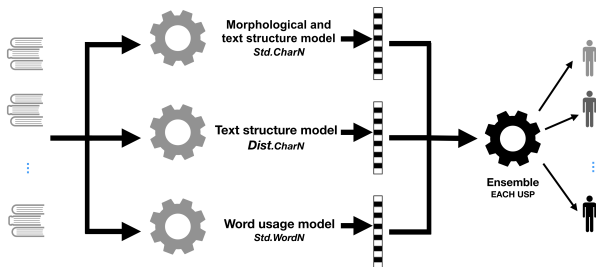 Morphological and
text structure model
Std.CharN
Text structure model
Dist.CharN
Word usage model
Std.WordN
Ensemble
EACH USP
...
...